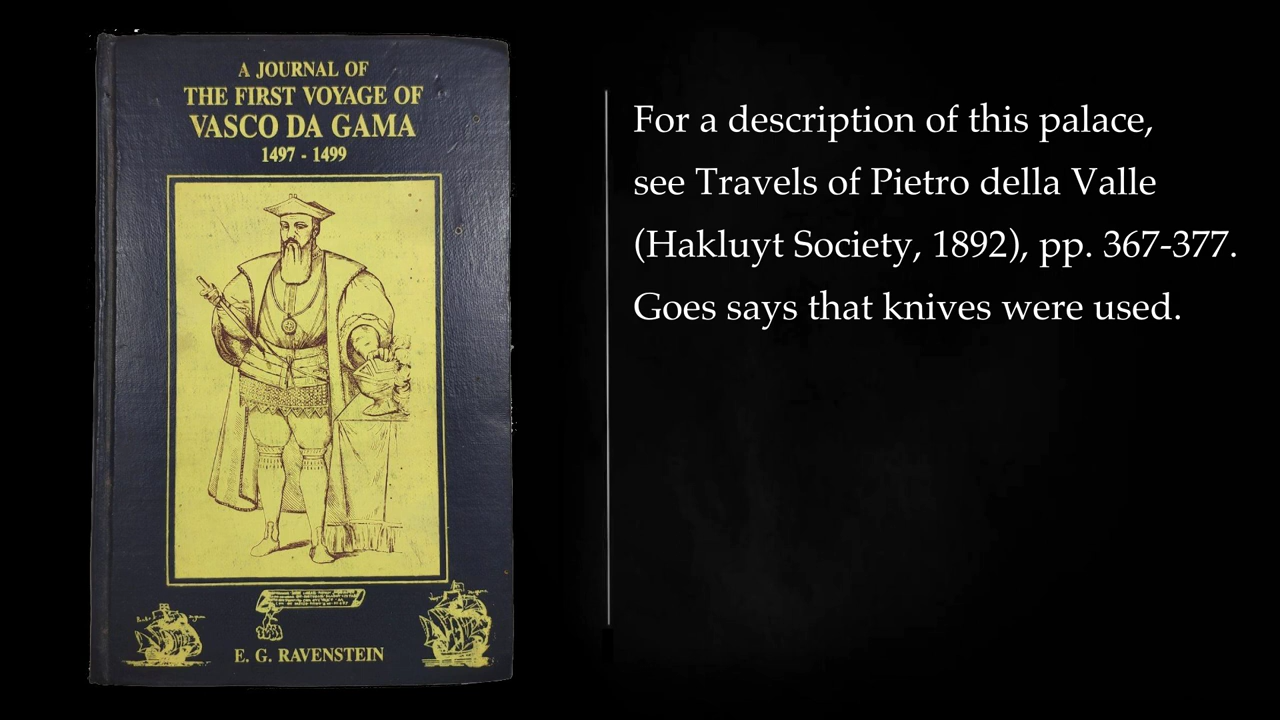 A JOURNAL OF
THE FIRST VOYAGE OF
VASCO DA GAMA
1497 - 1499
E. G. RAVENSTEIN
For a description of this palace,
see Travels of Pietro della Valle
(Hakluyt Society, 1892), pp. 367-377.
Goes says that knives were used.